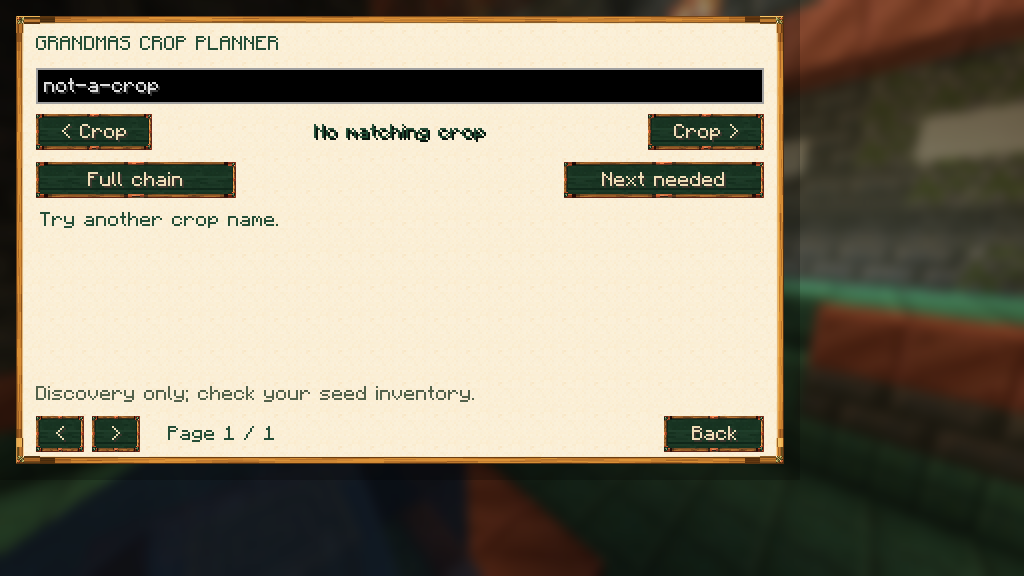 GRANDMAS CROP PLANNER
not-a-crop
< Crop
No matching crop
Crop >
Full chain
Next needed
Try another crop name.
Discovery only; check your seed inventory.
< > Page 1 / 1
Back